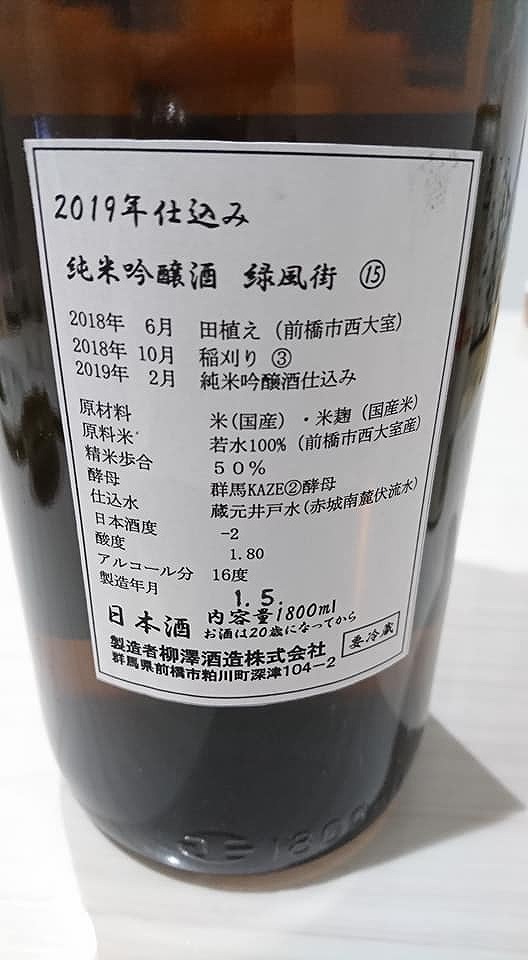 2019年仕込み
純米吟醸酒 緑風街 ⑮
2018年 6月 田植え (前橋市西大室)
2018年 10月 稲刈り ③
2019年 2月 純米吟醸酒仕込み
原材料 米(国産)・米麹 (国産米)
原料米 若水100% (前橋市西大室産)
精米歩合 50%
酵母 群馬KAZE②酵母
仕込水 蔵元井戸水(赤城南麓伏流水)
日本酒度 -2
酸度 1.80
アルコール分 16度
製造年月 1.5.
日本酒 内容量1800ml
お酒は20歳になってから
製造者柳澤酒造株式会社 要冷蔵
群馬県前橋市粕川町深津104-2